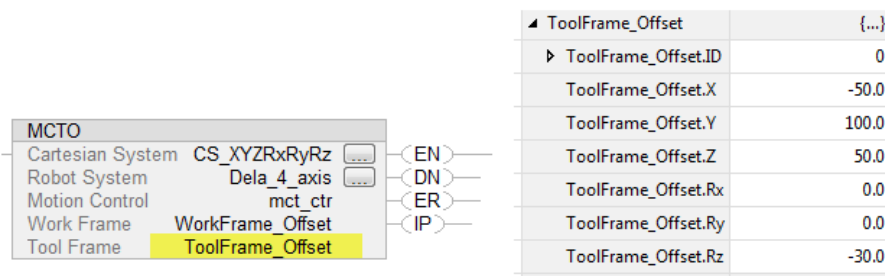 MCTO
Cartesian System CS_XYZRxRyRz ... EN
Robot System Dela_4_axis ... DN
Motion Control mct_ctr ER
Work Frame WorkFrame_Offset IP
Tool Frame ToolFrame_Offset
ToolFrame_Offset {...}
ToolFrame_Offset.ID 0
ToolFrame_Offset.X -50.0
ToolFrame_Offset.Y 100.0
ToolFrame_Offset.Z 50.0
ToolFrame_Offset.Rx 0.0
ToolFrame_Offset.Ry 0.0
ToolFrame_Offset.Rz -30.0